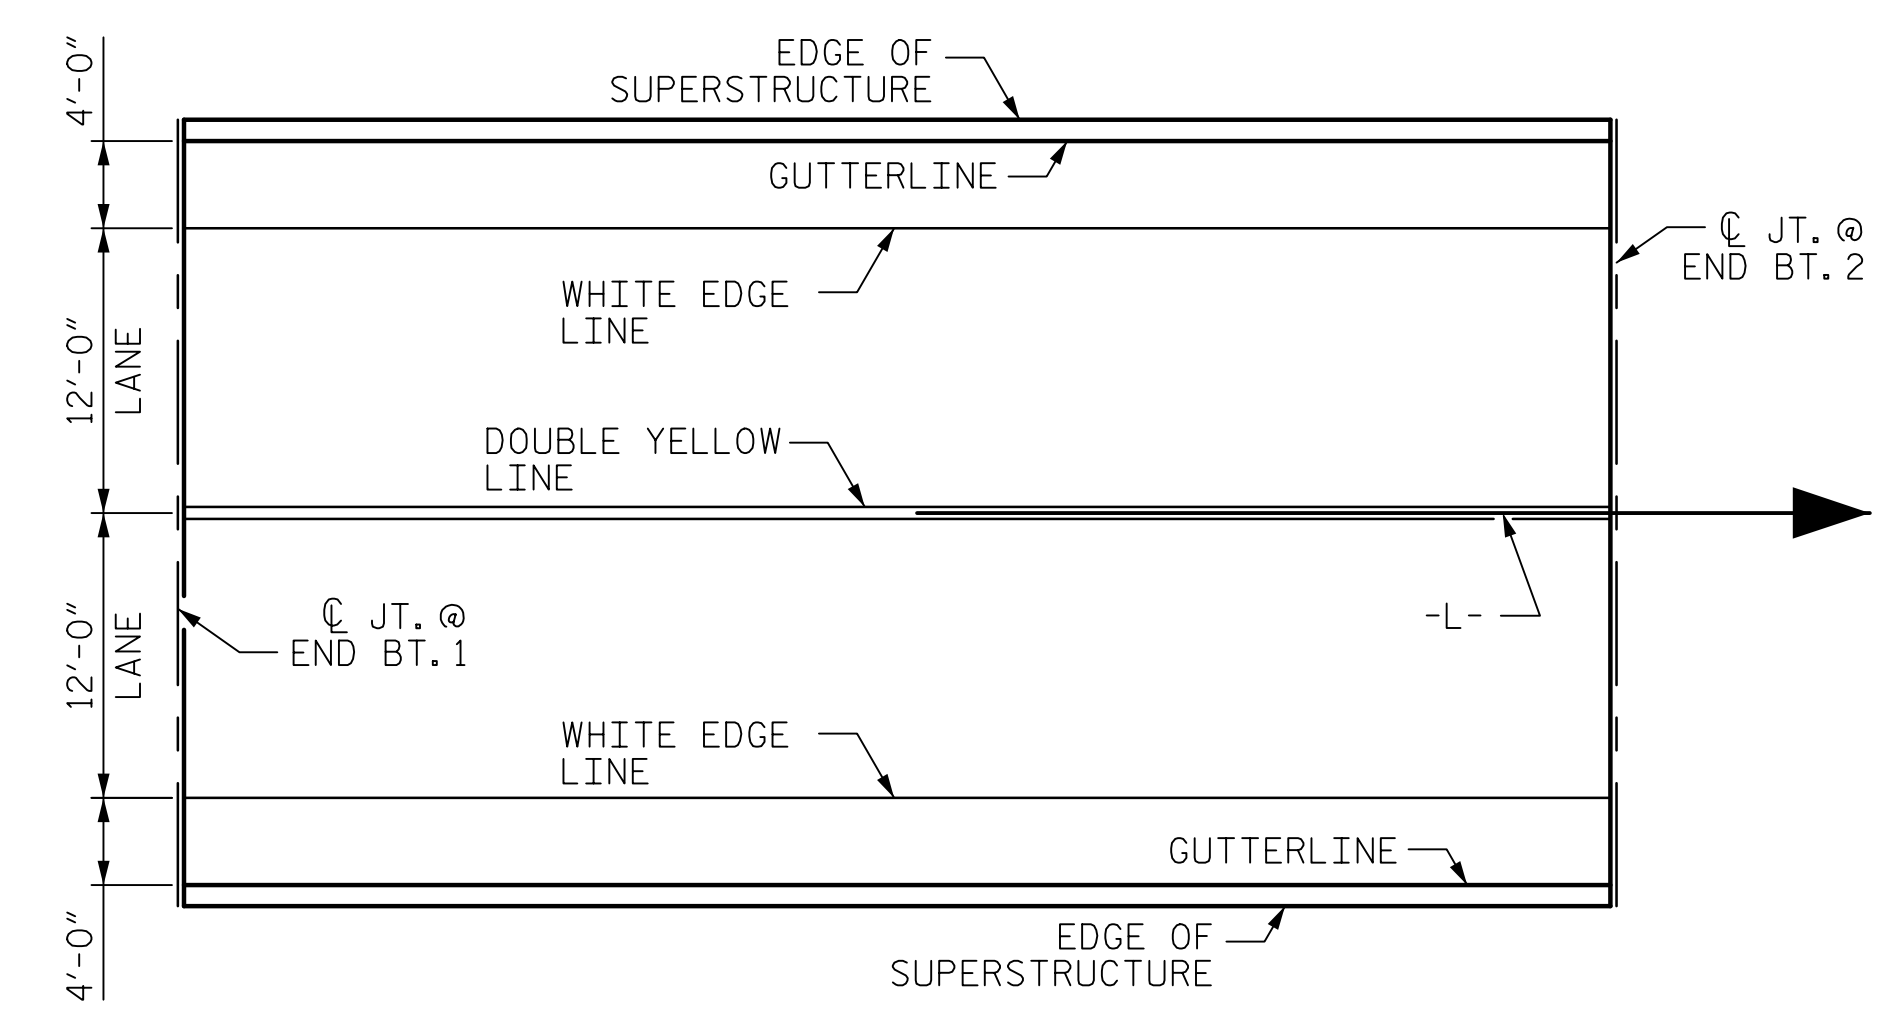 4'-0"
EDGE OF
SUPERSTRUCTURE
GUTTERLINE
℄ JT. @
END BT. 2
WHITE EDGE
LINE
12'-0"
LANE
DOUBLE YELLOW
LINE
℄ JT. @
END BT. 1
-L-
12'-0"
LANE
WHITE EDGE
LINE
GUTTERLINE
4'-0"
EDGE OF
SUPERSTRUCTURE